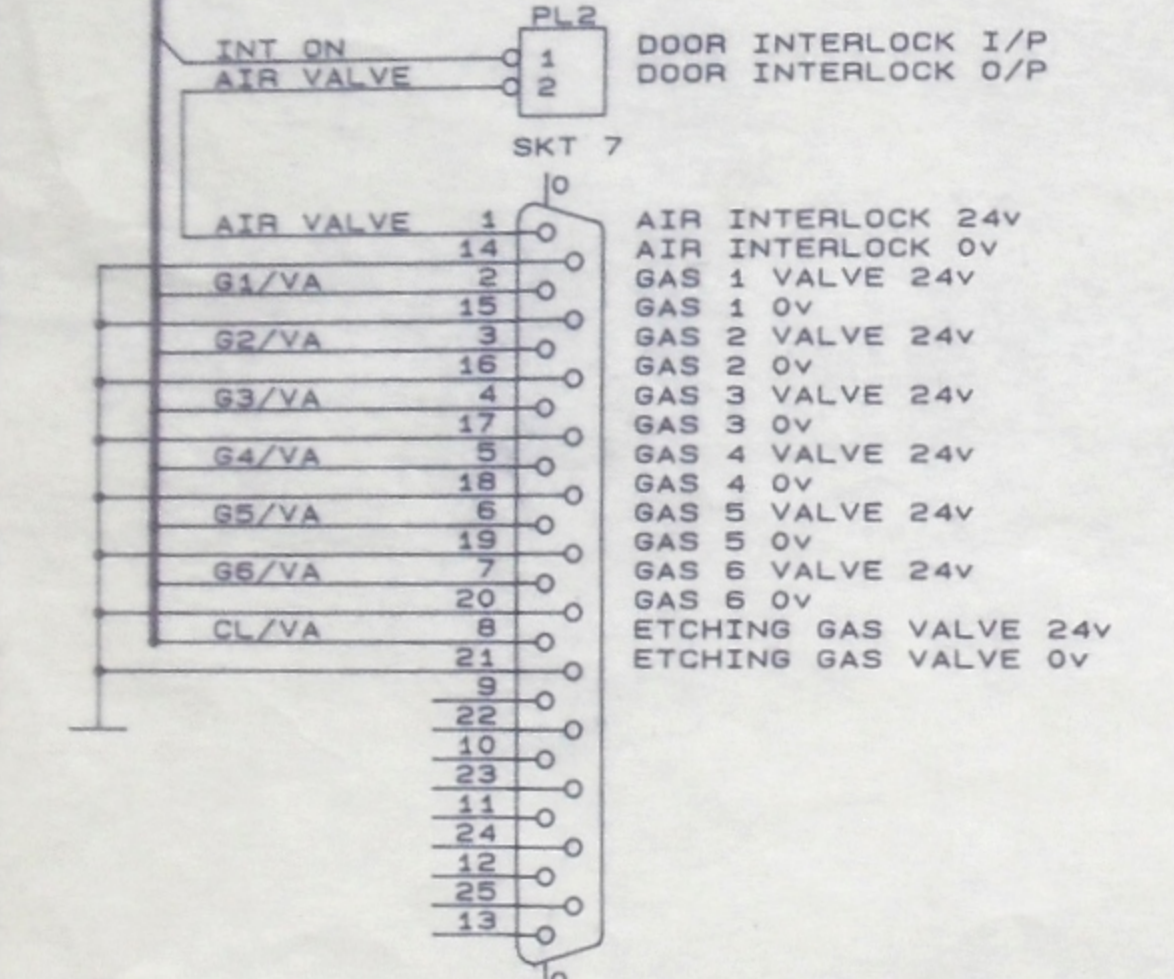 PL2
INT ON 1 DOOR INTERLOCK I/P
AIR VALVE 2 DOOR INTERLOCK O/P
SKT 7
AIR VALVE 1 AIR INTERLOCK 24v
14 AIR INTERLOCK 0v
G1/VA 2 GAS 1 VALVE 24v
15 GAS 1 0v
G2/VA 3 GAS 2 VALVE 24v
16 GAS 2 0v
G3/VA 4 GAS 3 VALVE 24v
17 GAS 3 0v
G4/VA 5 GAS 4 VALVE 24v
18 GAS 4 0v
G5/VA 6 GAS 5 VALVE 24v
19 GAS 5 0v
G6/VA 7 GAS 6 VALVE 24v
20 GAS 6 0v
CL/VA 8 ETCHING GAS VALVE 24v
21 ETCHING GAS VALVE 0v
9
22
10
23
11
24
12
25
13